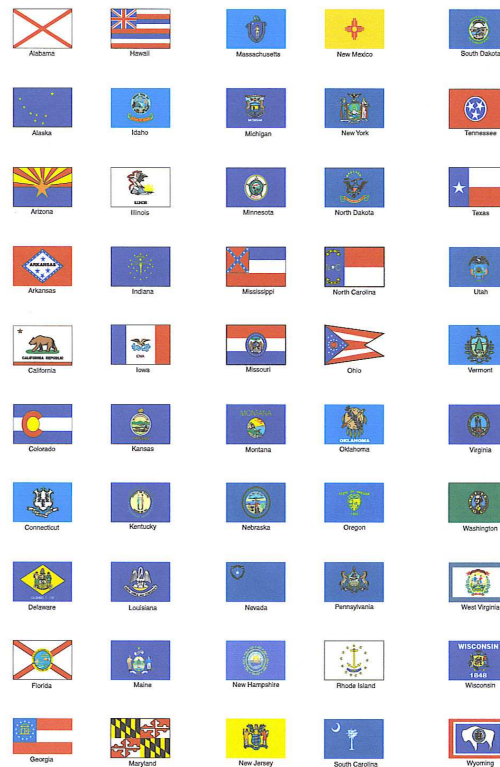 Alabama
Hawaii
Massachusetts
New Mexico
South Dakota
Alaska
Idaho
Michigan
New York
Tennessee
Arizona
ILLINOIS
Illinois
Minnesota
North Dakota
Texas
ARKANSAS
Arkansas
Indiana
Mississippi
North Carolina
Utah
CALIFORNIA REPUBLIC
California
IOWA
Iowa
Missouri
Ohio
Vermont
Colorado
Kansas
MONTANA
Montana
OKLAHOMA
Oklahoma
Virginia
Connecticut
Kentucky
Nebraska
Oregon
Washington
Delaware
Louisiana
Nevada
Pennsylvania
West Virginia
Florida
Maine
New Hampshire
Rhode Island
WISCONSIN
1848
Wisconsin
Georgia
Maryland
New Jersey
South Carolina
Wyoming